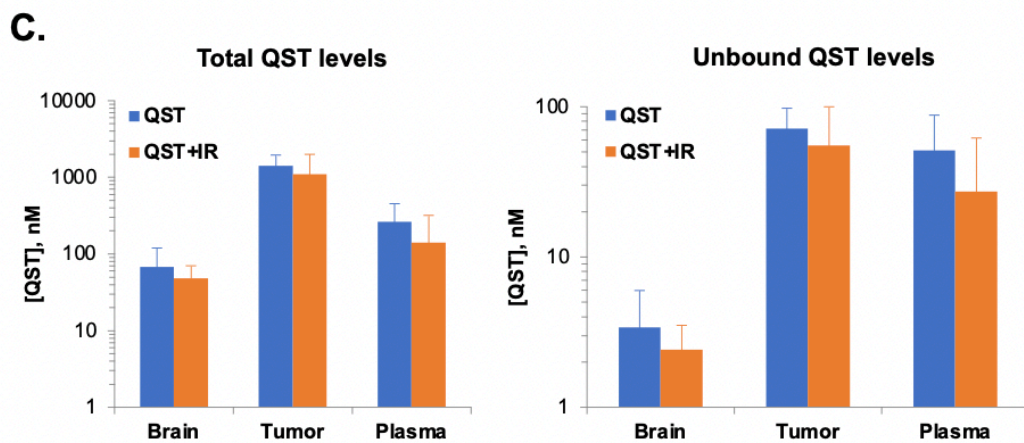 C.
Total QST levels
[QST], nM
10000
1000
100
10
1
QST
QST+IR
Brain Tumor Plasma
Unbound QST levels
[QST], nM
100
10
1
QST
QST+IR
Brain Tumor Plasma